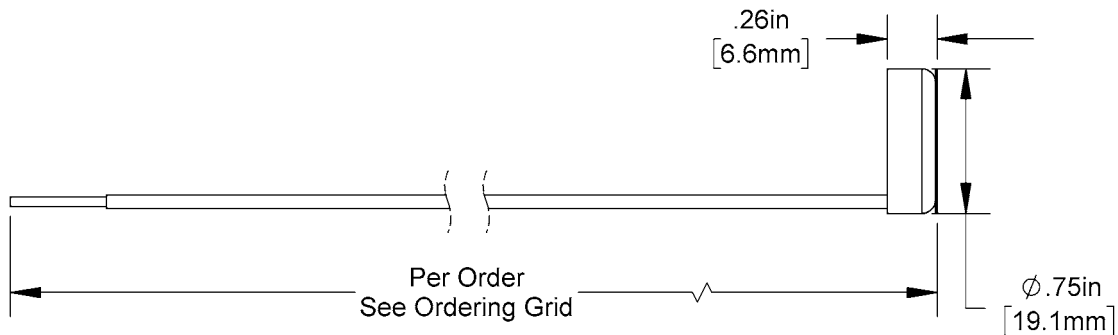 .26in
[6.6mm]
Per Order
See Ordering Grid
⌀.75in
[19.1mm]